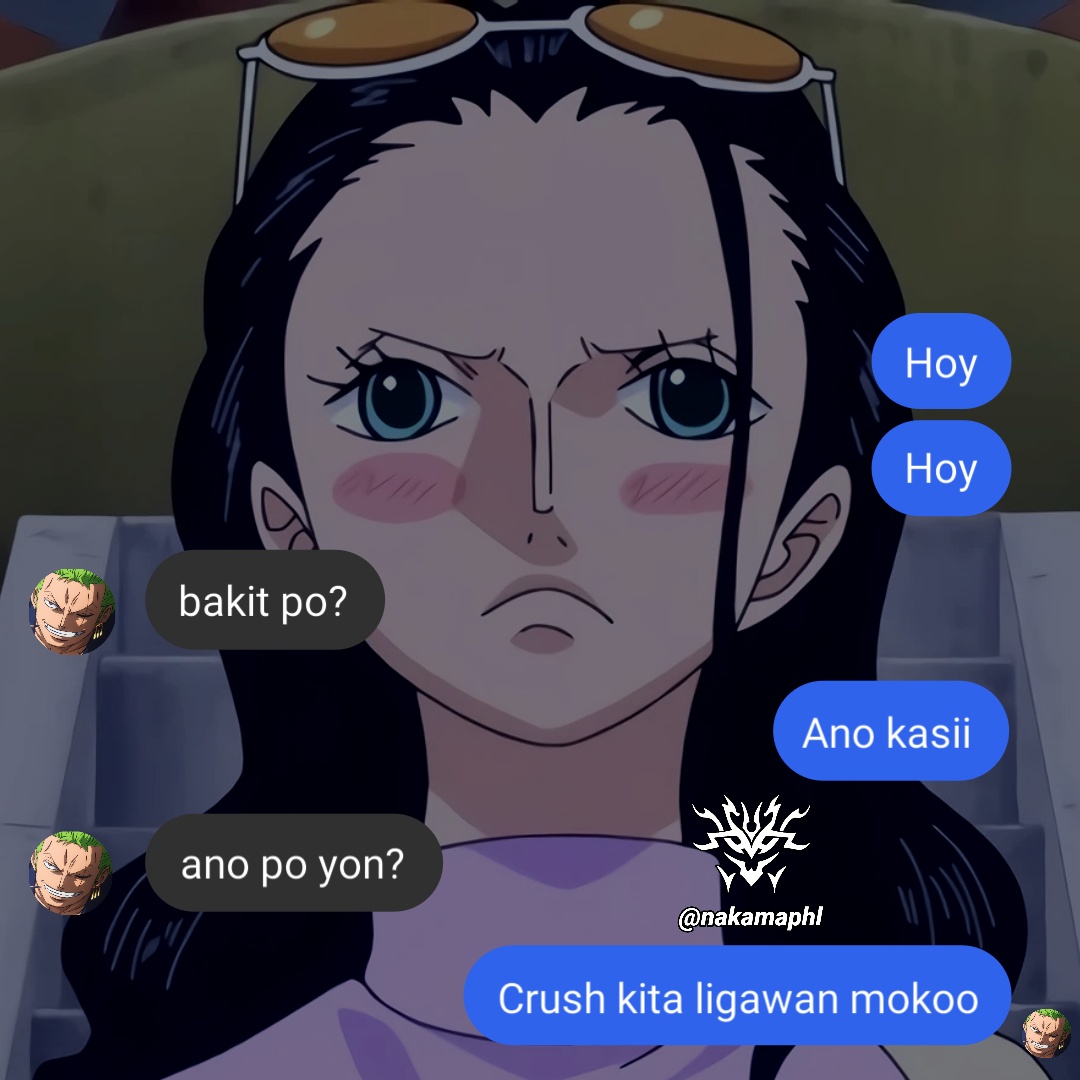 Hoy
Hoy
bakit po?
Ano kasii
ano po yon?
@nakamaphl
Crush kita ligawan mokoo